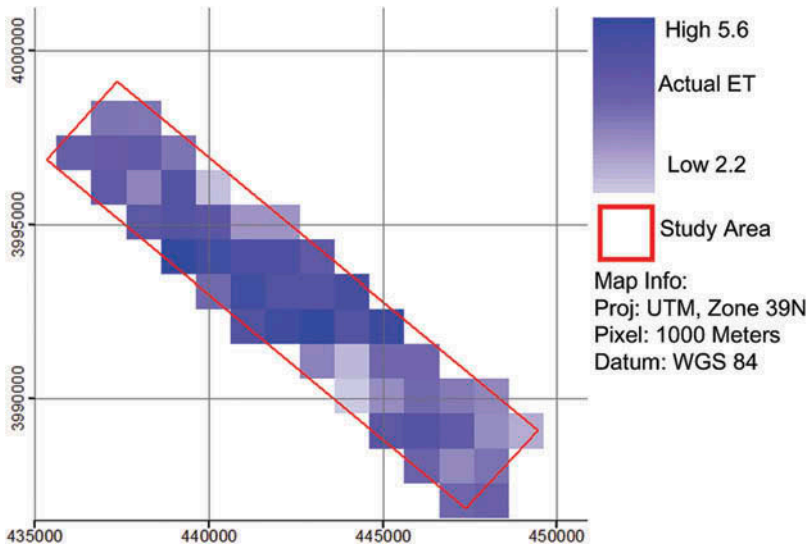 4000000
3995000
3990000
435000
440000
445000
450000
High 5.6
Actual ET
Low 2.2
Study Area
Map Info:
Proj: UTM, Zone 39N
Pixel: 1000 Meters
Datum: WGS 84